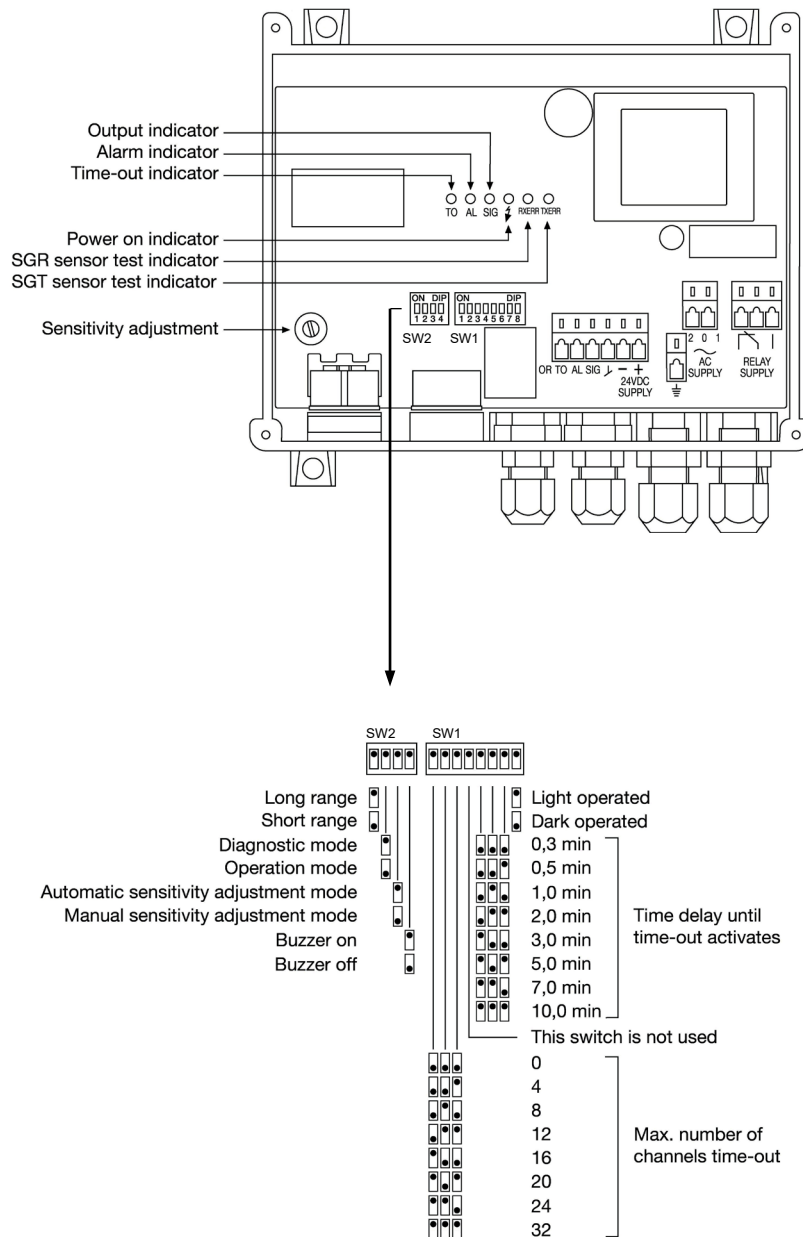 Output indicator
Alarm indicator
Time-out indicator
TO AL SIG RXERR TXERR
Power on indicator
SGR sensor test indicator
SGT sensor test indicator
Sensitivity adjustment
ON DIP
1 2 3 4
SW2
ON DIP
1 2 3 4 5 6 7 8
SW1
OR TO AL SIG − +
24VDC
SUPPLY
2 0 1
AC
SUPPLY
RELAY
SUPPLY
SW2 SW1
Long range
Short range
Diagnostic mode
Operation mode
Automatic sensitivity adjustment mode
Manual sensitivity adjustment mode
Buzzer on
Buzzer off
Light operated
Dark operated
0,3 min
0,5 min
1,0 min
2,0 min
3,0 min
5,0 min
7,0 min
10,0 min
Time delay until
time-out activates
This switch is not used
0
4
8
12
16
20
24
32
Max. number of
channels time-out